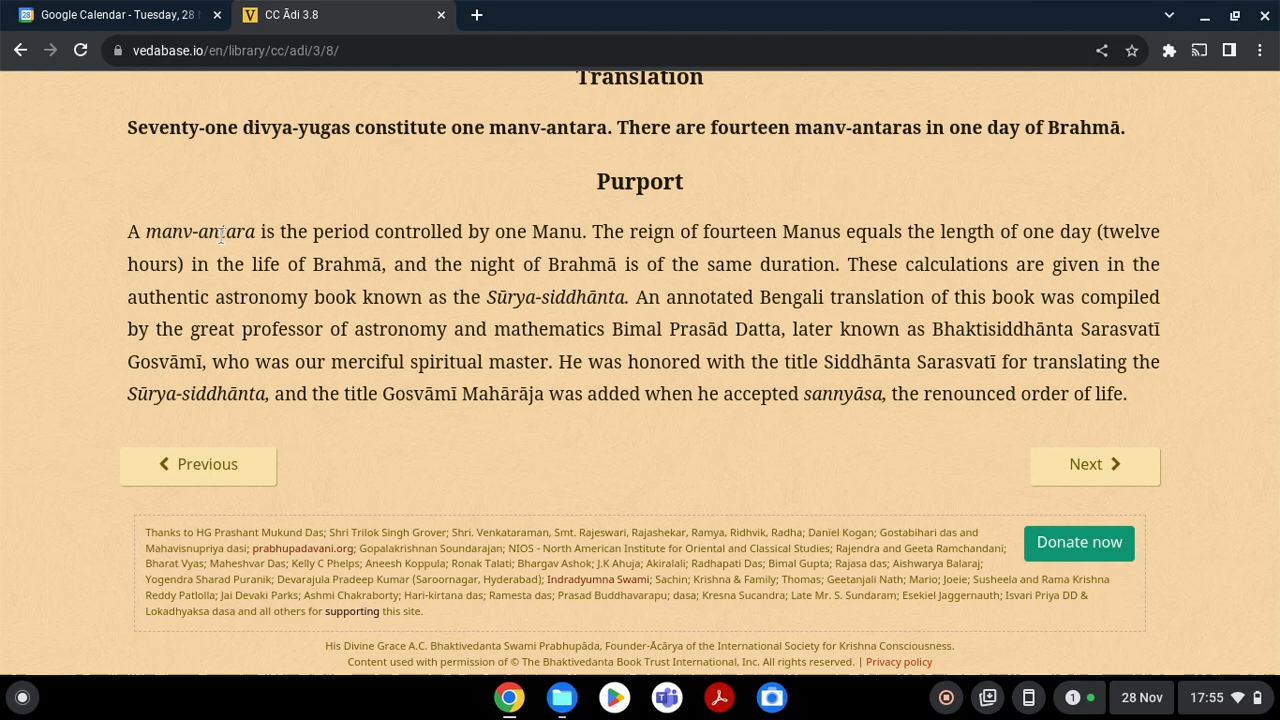 Google Calendar - Tuesday, 28
CC Ādi 3.8
vedabase.io/en/library/cc/adi/3/8/
Translation
Seventy-one divya-yugas constitute one manv-antara. There are fourteen manv-antaras in one day of Brahmā.
Purport
A manv-antara is the period controlled by one Manu. The reign of fourteen Manus equals the length of one day (twelve
hours) in the life of Brahmā, and the night of Brahmā is of the same duration. These calculations are given in the
authentic astronomy book known as the Sūrya-siddhānta. An annotated Bengali translation of this book was compiled
by the great professor of astronomy and mathematics Bimal Prasād Datta, later known as Bhaktisiddhānta Sarasvatī
Gosvāmī, who was our merciful spiritual master. He was honored with the title Siddhānta Sarasvatī for translating the
Sūrya-siddhānta, and the title Gosvāmī Mahārāja was added when he accepted sannyāsa, the renounced order of life.
Previous
Next
Thanks to HG Prashant Mukund Das; Shri Trilok Singh Grover; Shri. Venkataraman, Smt. Rajeswari, Rajashekar, Ramya, Ridhvik, Radha; Daniel Kogan; Gostabihari das and
Mahavisnupriya dasi; prabhupadavani.org; Gopalakrishnan Soundarajan; NIOS - North American Institute for Oriental and Classical Studies; Rajendra and Geeta Ramchandani;
Bharat Vyas; Maheshvar Das; Kelly C Phelps; Aneesh Koppula; Ronak Talati; Bhargav Ashok; J.K Ahuja; Akiralali; Radhapati Das; Bimal Gupta; Rajasa das; Aishwarya Balaraj;
Yogendra Sharad Puranik; Devarajulu Pradeep Kumar (Saroornagar, Hyderabad); Indradyumna Swami; Sachin; Krishna & Family; Thomas; Geetanjali Nath; Mario; Joeie; Susheela and Rama Krishna
Reddy Patlolla; Jai Devaki Parks; Ashmi Chakraborty; Hari-kirtana das; Ramesta das; Prasad Buddhavarapu; dasa; Kresna Sucandra; Late Mr. S. Sundaram; Esekiel Jaggernauth; Isvari Priya DD &
Lokadhyaksa dasa and all others for supporting this site.
Donate now
His Divine Grace A.C. Bhaktivedanta Swami Prabhupāda, Founder-Ācārya of the International Society for Krishna Consciousness.
Content used with permission of © The Bhaktivedanta Book Trust International, Inc. All rights reserved. | Privacy policy
1
28 Nov
17:55